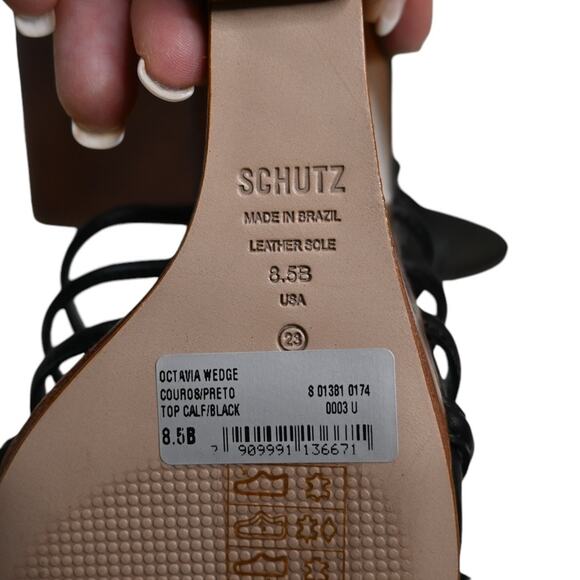 SCHUTZ
MADE IN BRAZIL
LEATHER SOLE
8.5B
USA
23
OCTAVIA WEDGE
COUROS/PRETO S 01381 0174
TOP CALF/BLACK 0003 U
8.5B
7 909991 136671